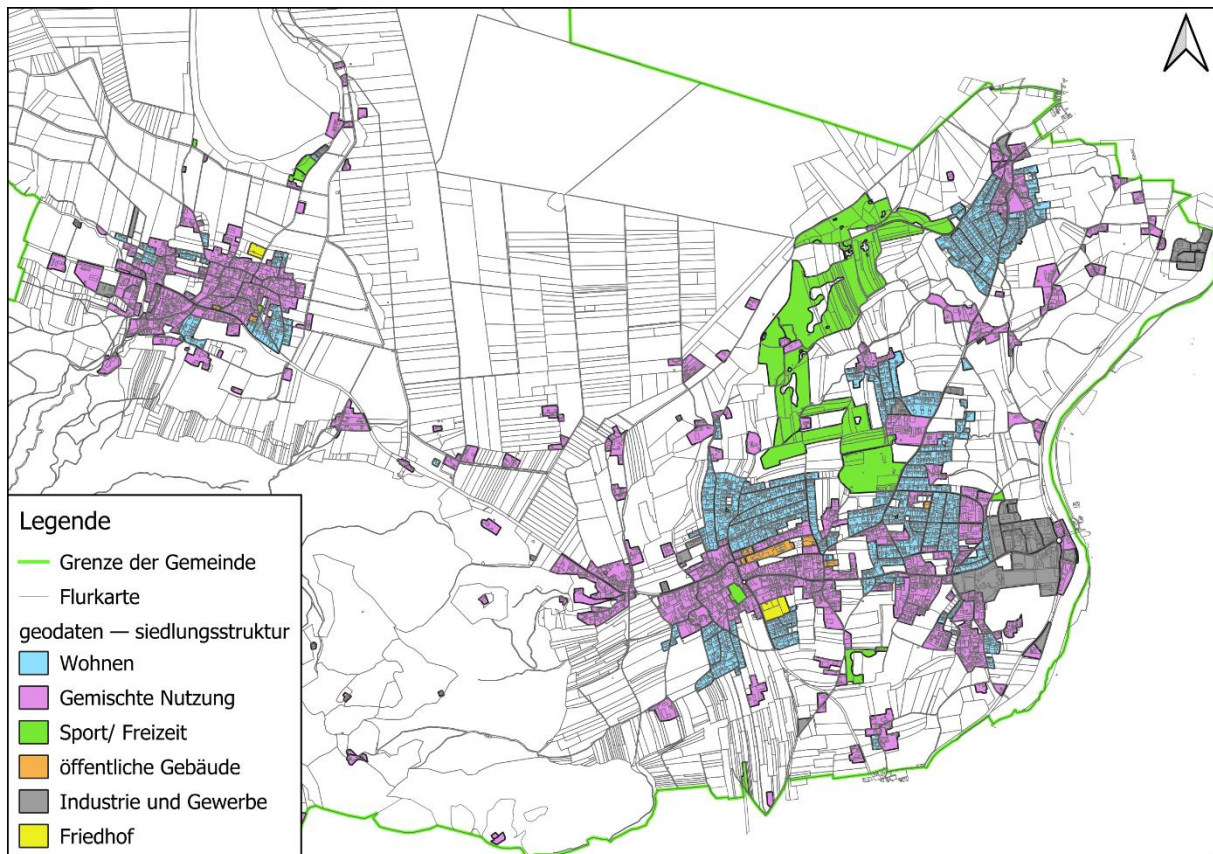 Legende
Grenze der Gemeinde
Flurkarte
geodaten — siedlungsstruktur
Wohnen
Gemischte Nutzung
Sport/ Freizeit
öffentliche Gebäude
Industrie und Gewerbe
Friedhof